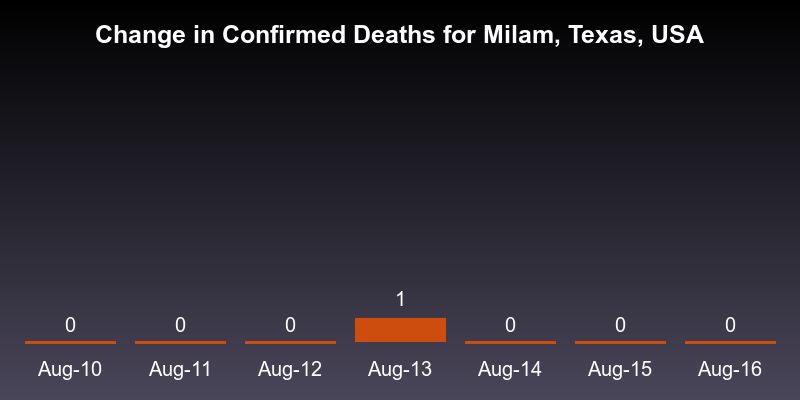 Change in Confirmed Deaths for Milam, Texas, USA
1
0 0 0 0 0 0
Aug-10 Aug-11 Aug-12 Aug-13 Aug-14 Aug-15 Aug-16